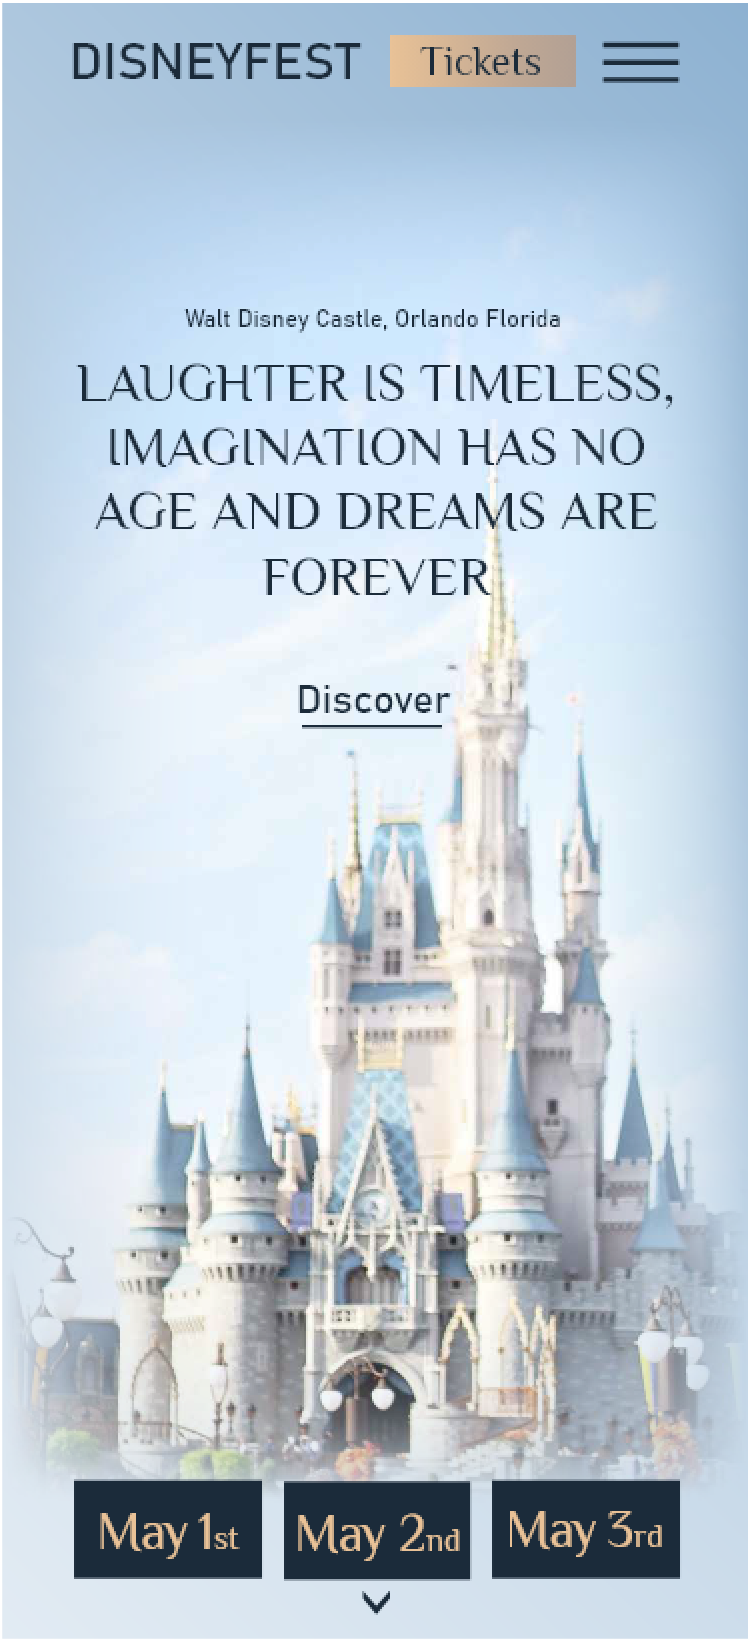 DISNEYFEST Tickets
Walt Disney Castle, Orlando Florida
LAUGHTER IS TIMELESS,
IMAGINATION HAS NO
AGE AND DREAMS ARE
FOREVER
Discover
May 1st May 2nd May 3rd